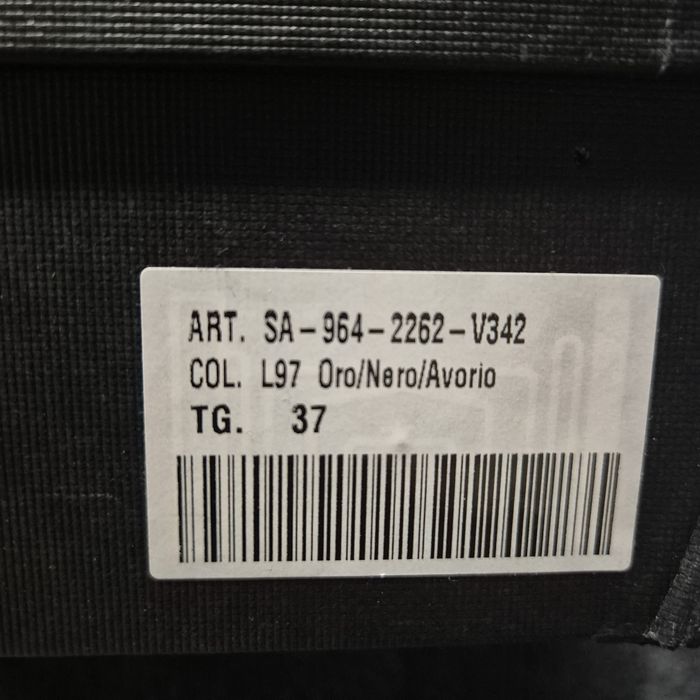 ART. SA-964-2262-V342
COL. L97 Oro/Nero/Avorio
TG. 37